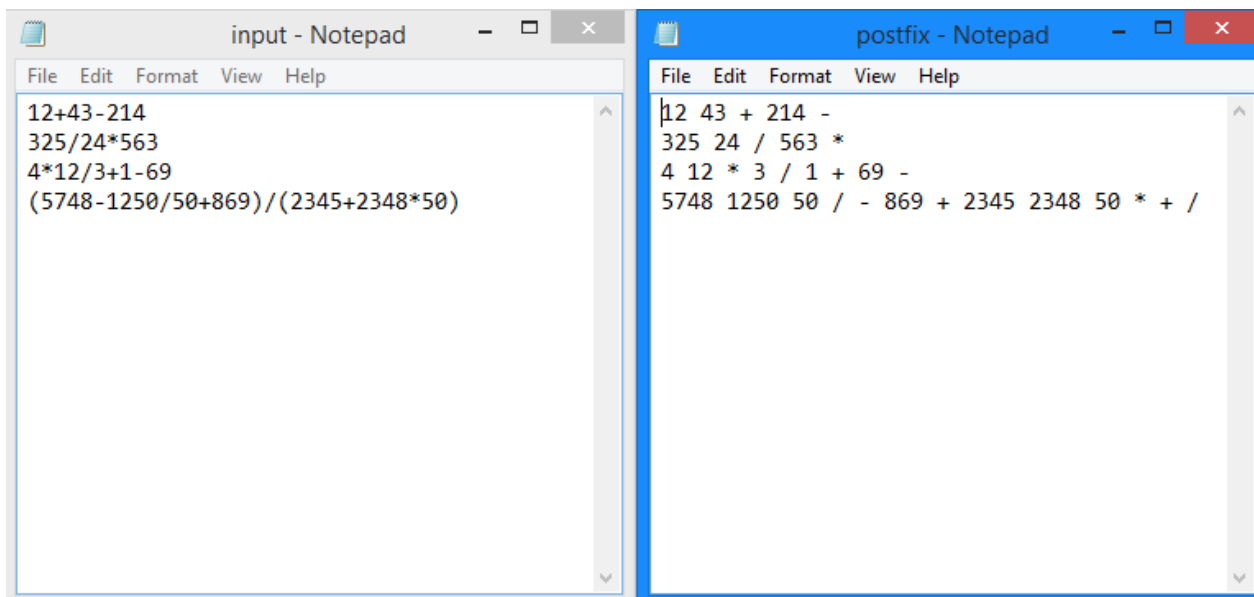 input - Notepad
File Edit Format View Help
12+43-214
325/24*563
4*12/3+1-69
(5748-1250/50+869)/(2345+2348*50)
postfix - Notepad
File Edit Format View Help
12 43 + 214 -
325 24 / 563 *
4 12 * 3 / 1 + 69 -
5748 1250 50 / - 869 + 2345 2348 50 * + /